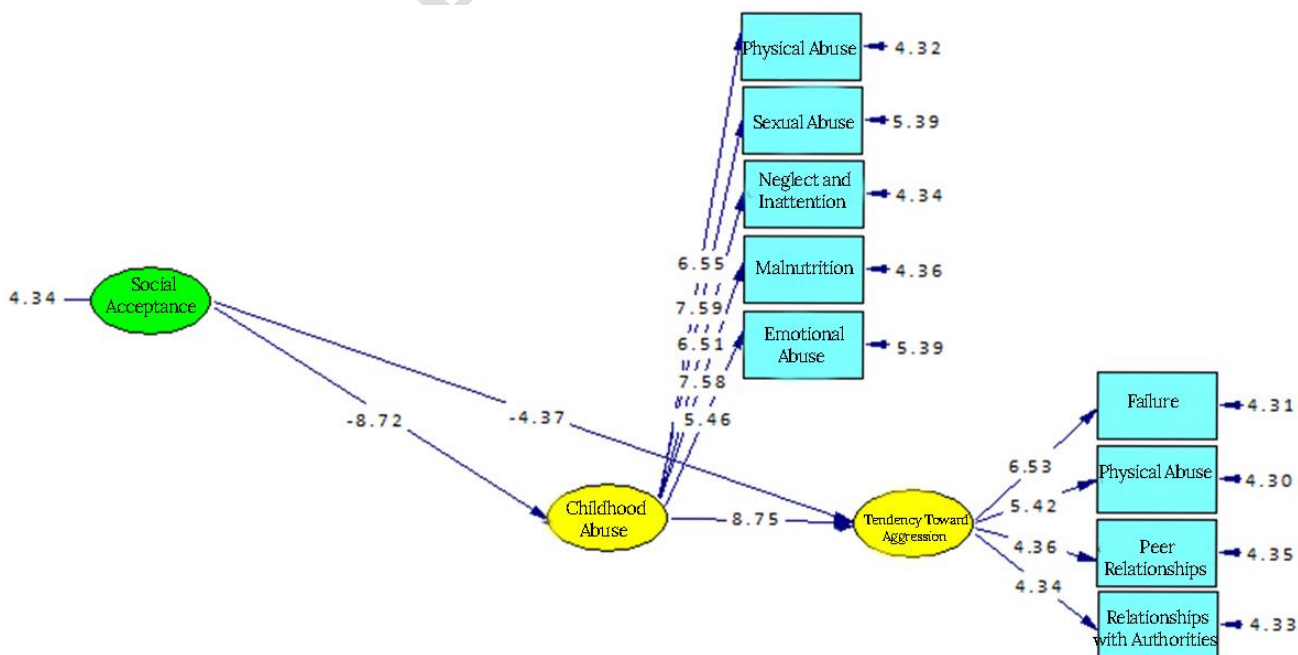 Physical Abuse
4.32
Sexual Abuse
5.39
Neglect and
Inattention
4.34
6.55
Malnutrition
4.36
Social
Acceptance
4.34
7.59
6.51
Emotional
Abuse
5.39
7.58
-8.72
-4.37
5.46
Failure
4.31
6.53
Physical Abuse
4.30
5.42
Childhood
Abuse
8.75
Tendency Toward
Aggression
4.36
Peer
Relationships
4.35
4.34
Relationships
with Authorities
4.33